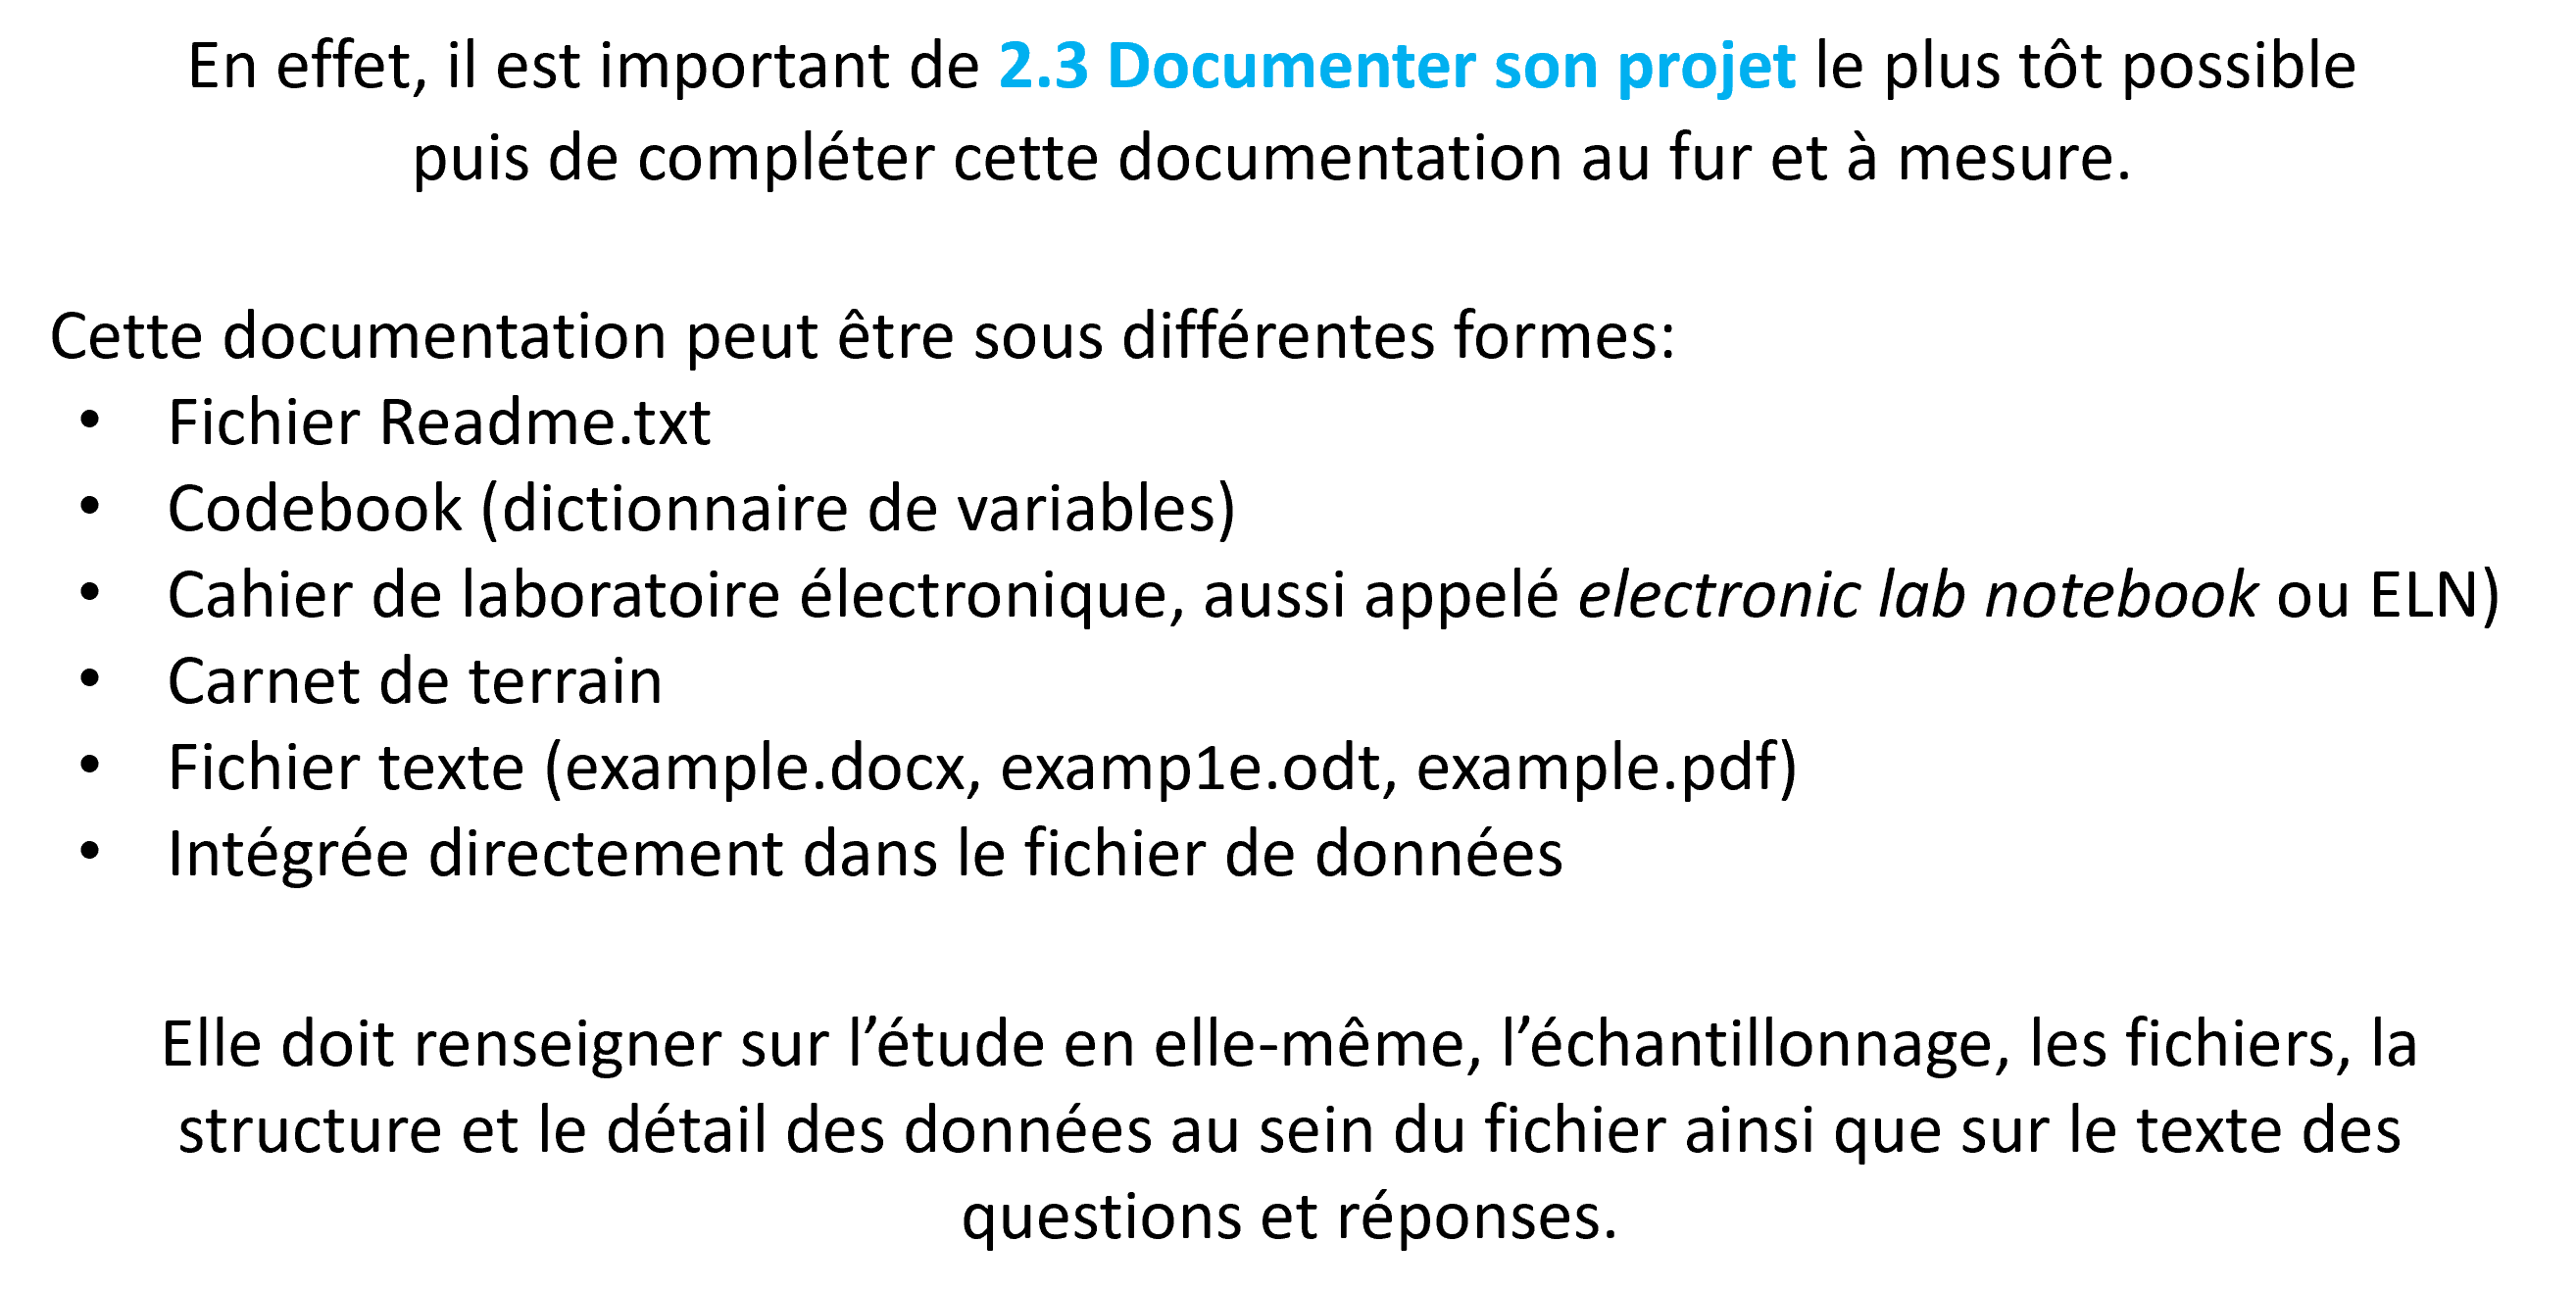 En effet, il est important de 2.3 Documenter son projet le plus tôt possible
puis de compléter cette documentation au fur et à mesure.
Cette documentation peut être sous différentes formes:
• Fichier Readme.txt
• Codebook (dictionnaire de variables)
• Cahier de laboratoire électronique, aussi appelé electronic lab notebook ou ELN)
• Carnet de terrain
• Fichier texte (example.docx, examp1e.odt, example.pdf)
• Intégrée directement dans le fichier de données
Elle doit renseigner sur l’étude en elle-même, l’échantillonnage, les fichiers, la
structure et le détail des données au sein du fichier ainsi que sur le texte des
questions et réponses.